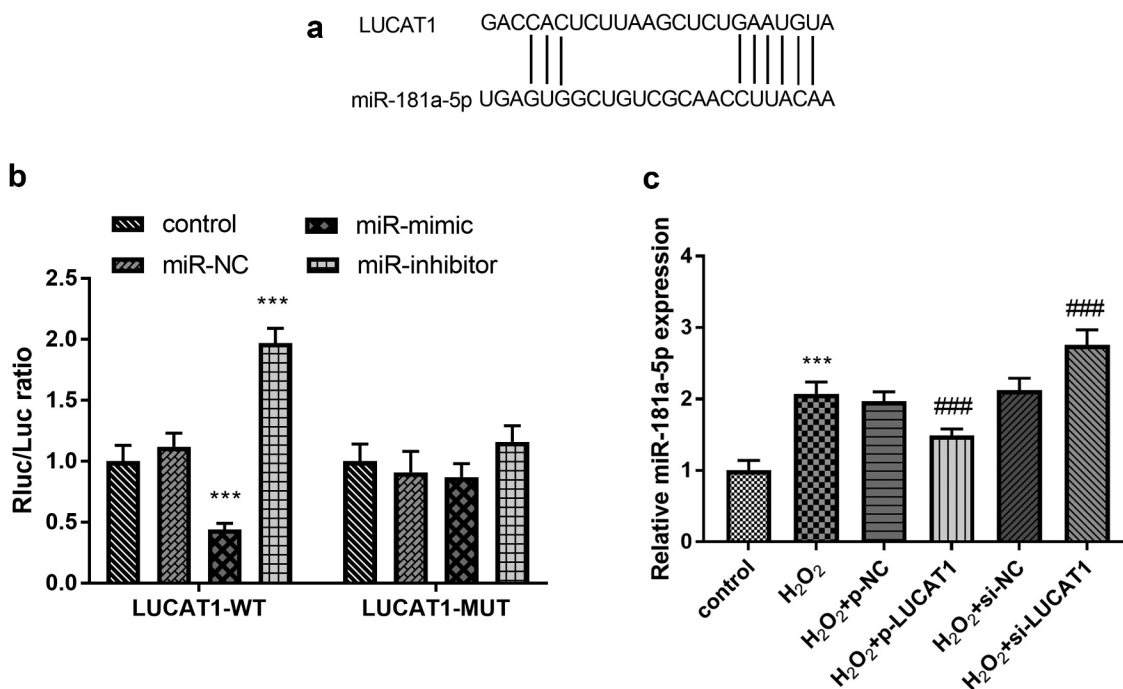 a
LUCAT1 GACCACUCUUAAGCUCUGAAUGUA
miR-181a-5p UGAGUGGCUGUCGCAACCUUACAA
b
control
miR-mimic
miR-NC
miR-inhibitor
Rluc/Luc ratio
2.5
2.0
1.5
1.0
0.5
0.0
***
***
LUCAT1-WT
LUCAT1-MUT
c
Relative miR-181a-5p expression
4
3
2
1
0
***
###
###
control
H₂O₂
H₂O₂+p-NC
H₂O₂+p-LUCAT1
H₂O₂+si-NC
H₂O₂+si-LUCAT1